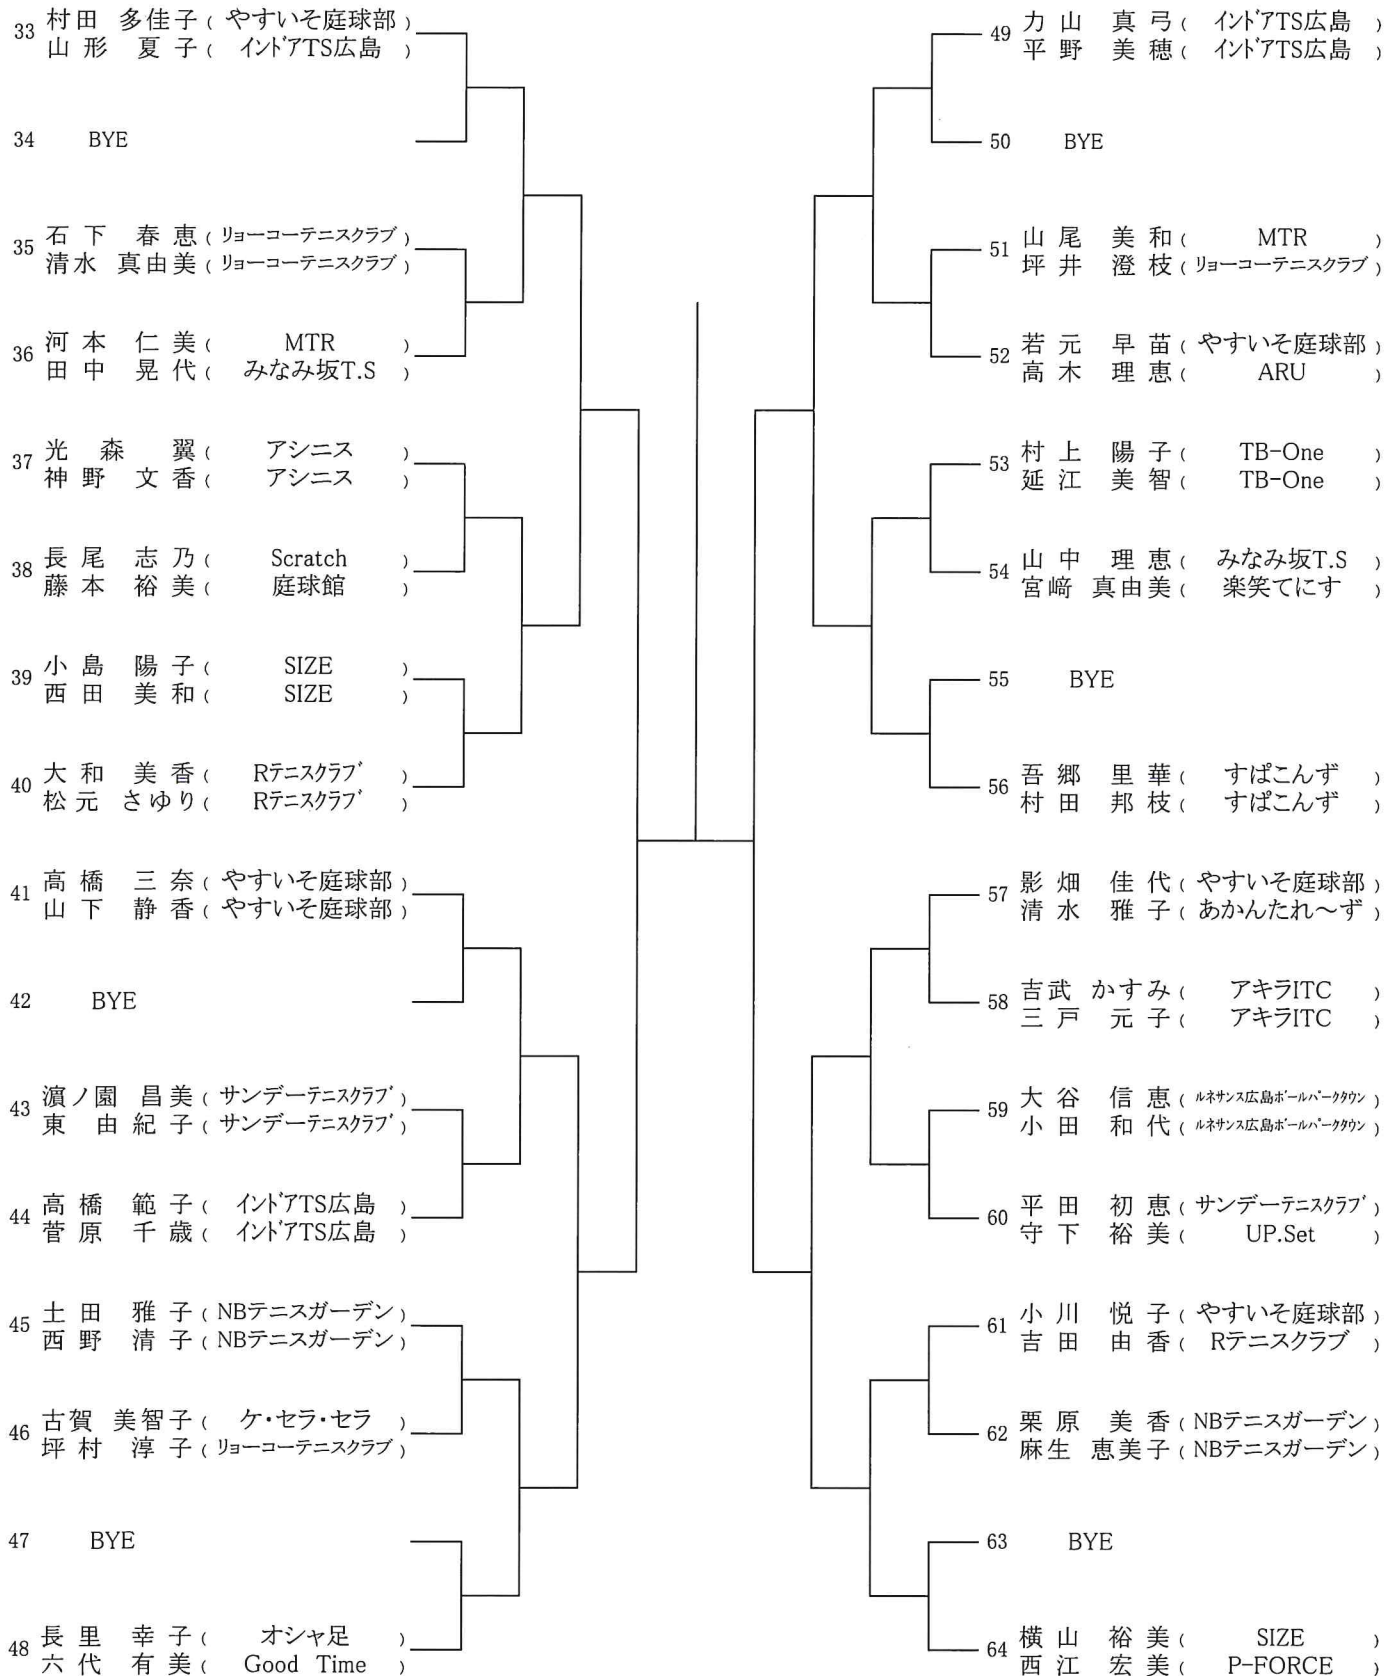 33 村田 多佳子 ( やすいそ庭球部 )
山形 夏子 ( インドアTS広島 )
34 BYE
35 石下 春恵 ( リョーコーテニスクラブ )
清水 真由美 ( リョーコーテニスクラブ )
36 河本 仁美 ( MTR )
田中 晃代 ( みなみ坂T.S )
37 光森 翼 ( アシニス )
神野 文香 ( アシニス )
38 長尾 志乃 ( Scratch )
藤本 裕美 ( 庭球館 )
39 小島 陽子 ( SIZE )
西田 美和 ( SIZE )
40 大和 美香 ( Rテニスクラブ )
松元 さゆり ( Rテニスクラブ )
41 高橋 三奈 ( やすいそ庭球部 )
山下 静香 ( やすいそ庭球部 )
42 BYE
43 濵ノ園 昌美 ( サンデーテニスクラブ )
東 由紀子 ( サンデーテニスクラブ )
44 高橋 範子 ( インドアTS広島 )
菅原 千歳 ( インドアTS広島 )
45 土田 雅子 ( NBテニスガーデン )
西野 清子 ( NBテニスガーデン )
46 古賀 美智子 ( ケ・セラ・セラ )
坪村 淳子 ( リョーコーテニスクラブ )
47 BYE
48 長里 幸子 ( オシャ足 )
六代 有美 ( Good Time )
49 力山 真弓 ( インドアTS広島 )
平野 美穂 ( インドアTS広島 )
50 BYE
51 山尾 美和 ( MTR )
坪井 澄枝 ( リョーコーテニスクラブ )
52 若元 早苗 ( やすいそ庭球部 )
高木 理恵 ( ARU )
53 村上 陽子 ( TB-One )
延江 美智 ( TB-One )
54 山中 理恵 ( みなみ坂T.S )
宮﨑 真由美 ( 楽笑てにす )
55 BYE
56 吾郷 里華 ( すぱこんず )
村田 邦枝 ( すぱこんず )
57 影畑 佳代 ( やすいそ庭球部 )
清水 雅子 ( あかんたれ〜ず )
58 吉武 かすみ ( アキラITC )
三戸 元子 ( アキラITC )
59 大谷 信恵 ( ルネサンス広島ボールパークタウン )
小田 和代 ( ルネサンス広島ボールパークタウン )
60 平田 初恵 ( サンデーテニスクラブ )
守下 裕美 ( UP.Set )
61 小川 悦子 ( やすいそ庭球部 )
吉田 由香 ( Rテニスクラブ )
62 栗原 美香 ( NBテニスガーデン )
麻生 恵美子 ( NBテニスガーデン )
63 BYE
64 横山 裕美 ( SIZE )
西江 宏美 ( P-FORCE )